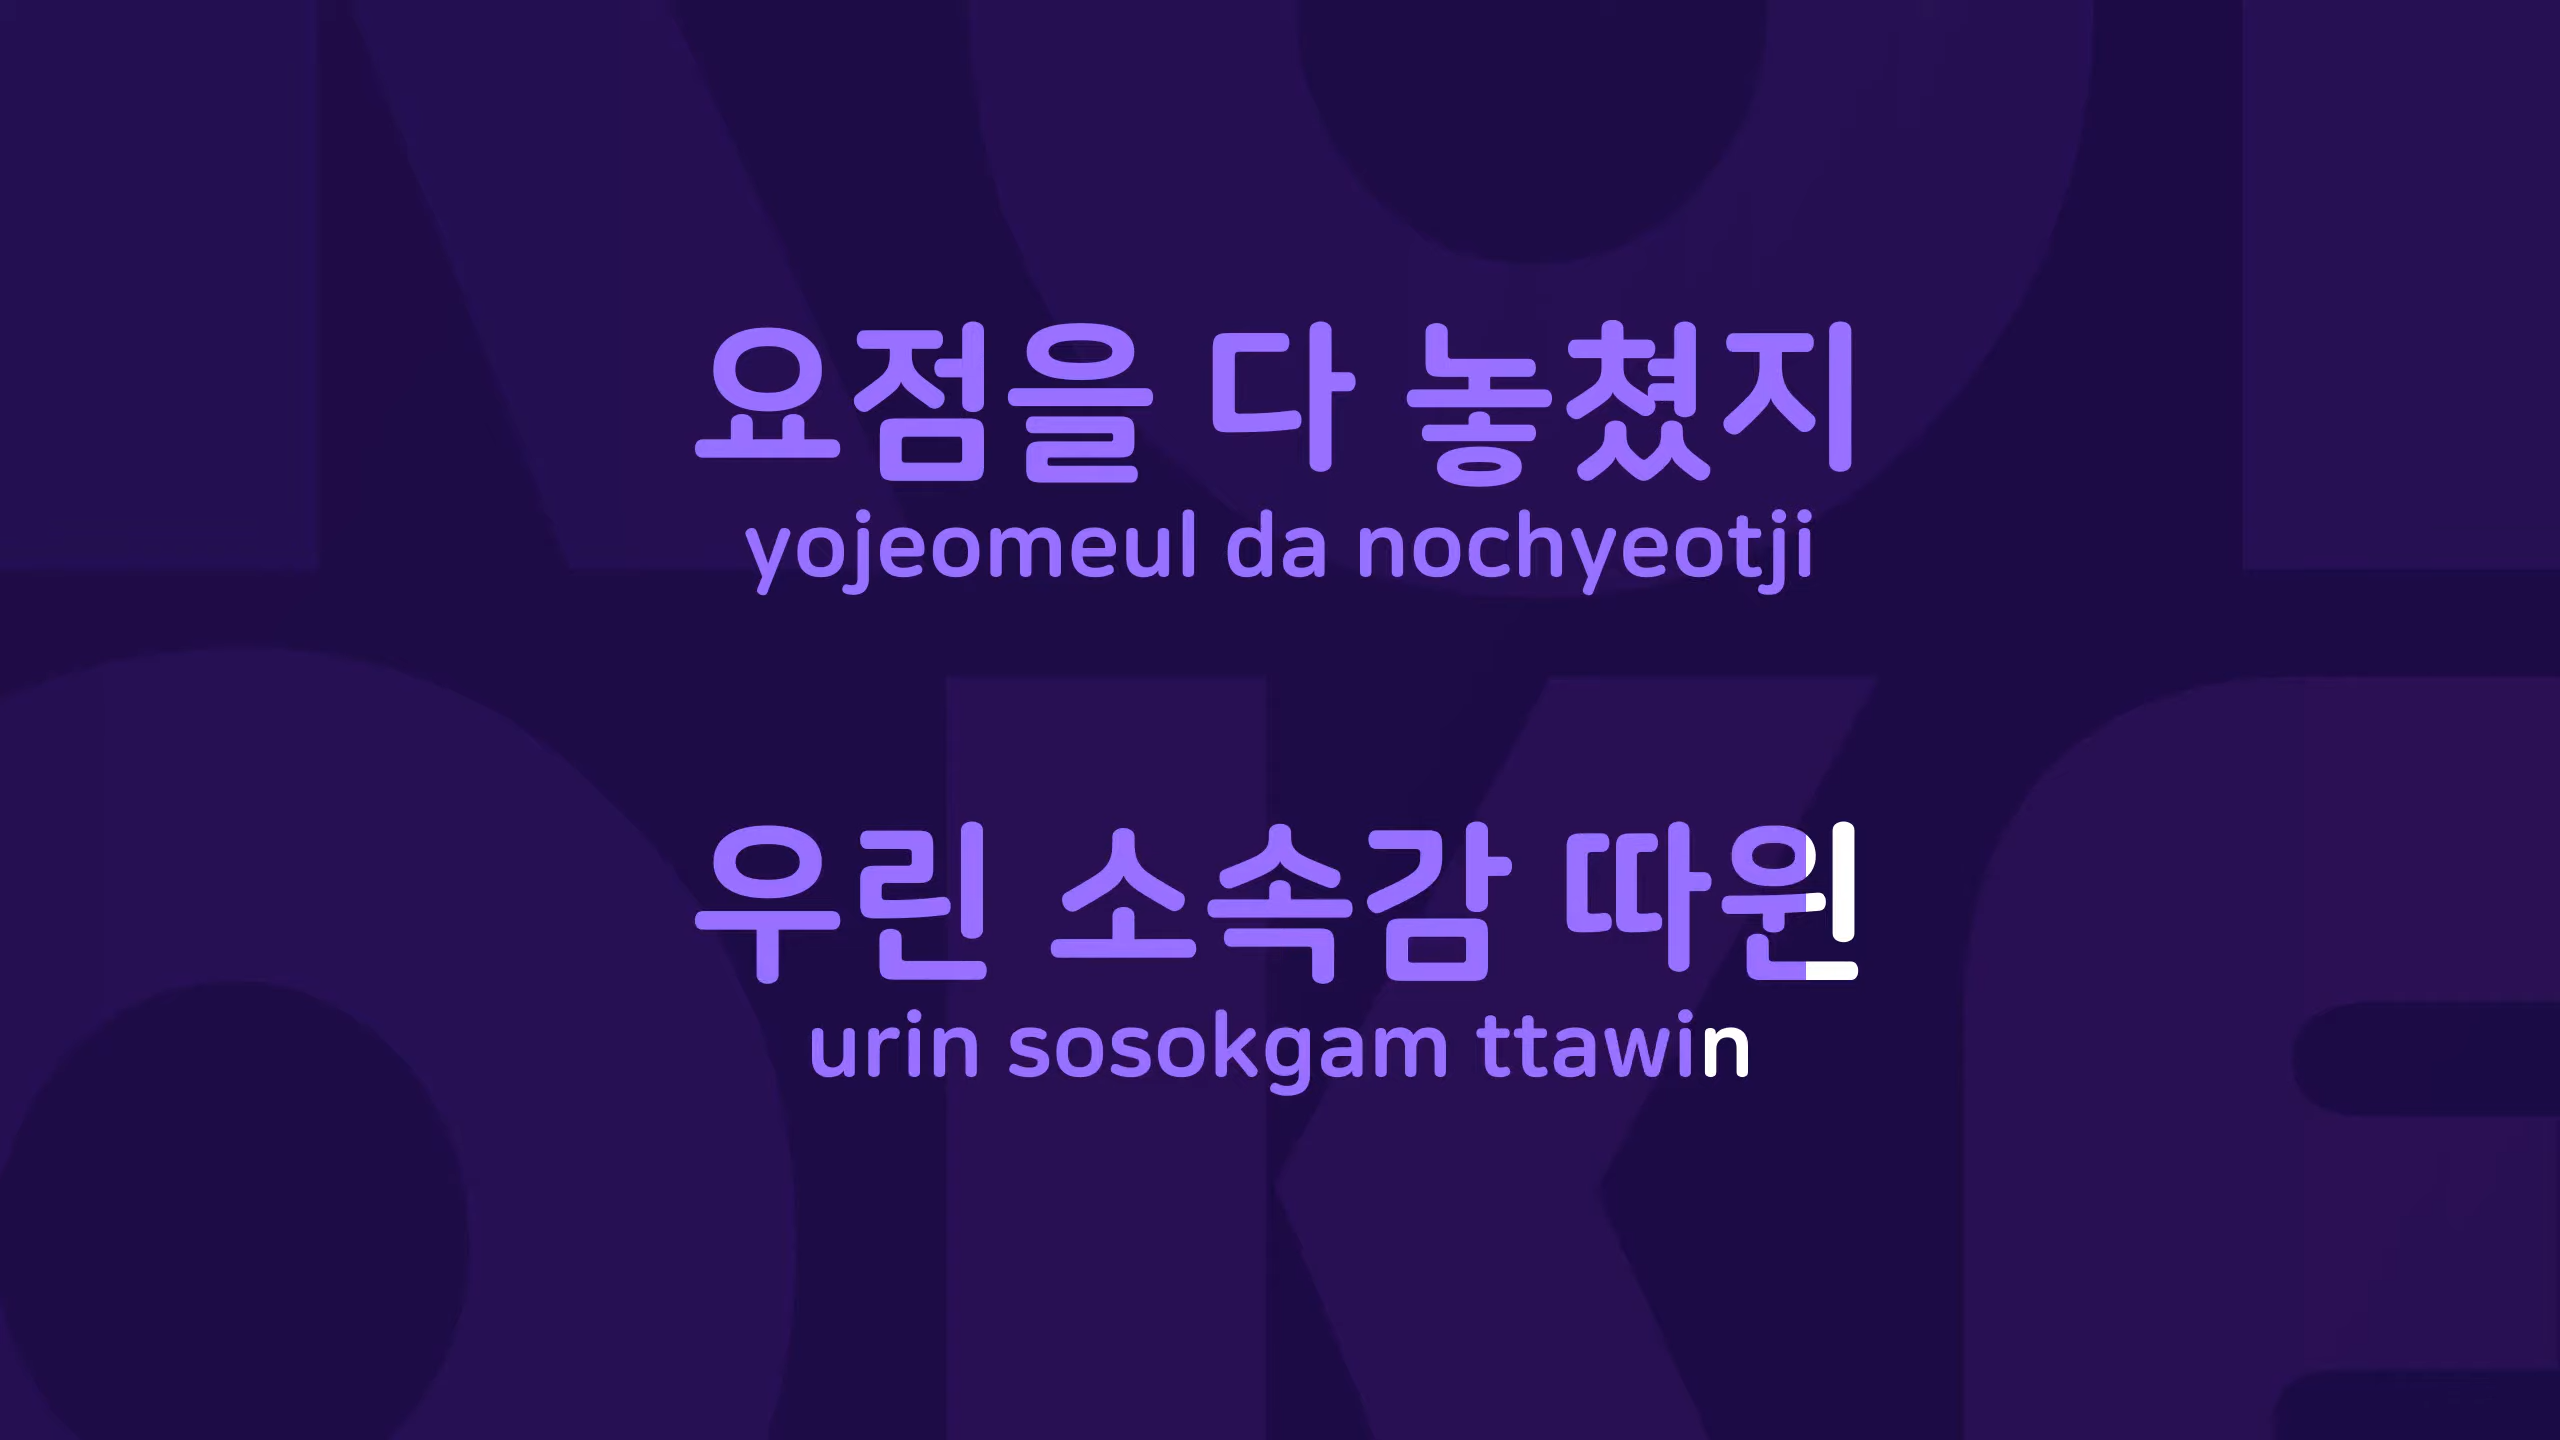 요점을 다 놓쳤지
yojeomeul da nochyeotji
우린 소속감 따윈
urin sosokgam ttawin